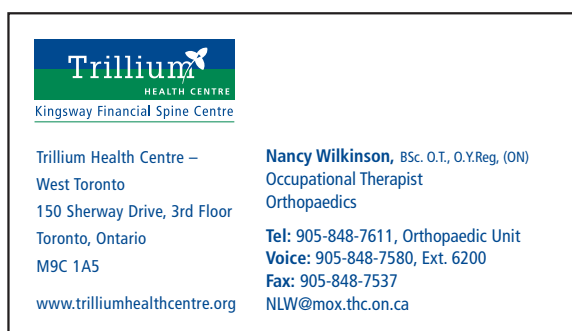 Trillium
HEALTH CENTRE
Kingsway Financial Spine Centre
Trillium Health Centre –
West Toronto
150 Sherway Drive, 3rd Floor
Toronto, Ontario
M9C 1A5
www.trilliumhealthcentre.org
Nancy Wilkinson, BSc. O.T., O.Y.Reg, (ON)
Occupational Therapist
Orthopaedics
Tel: 905-848-7611, Orthopaedic Unit
Voice: 905-848-7580, Ext. 6200
Fax: 905-848-7537
NLW@mox.thc.on.ca